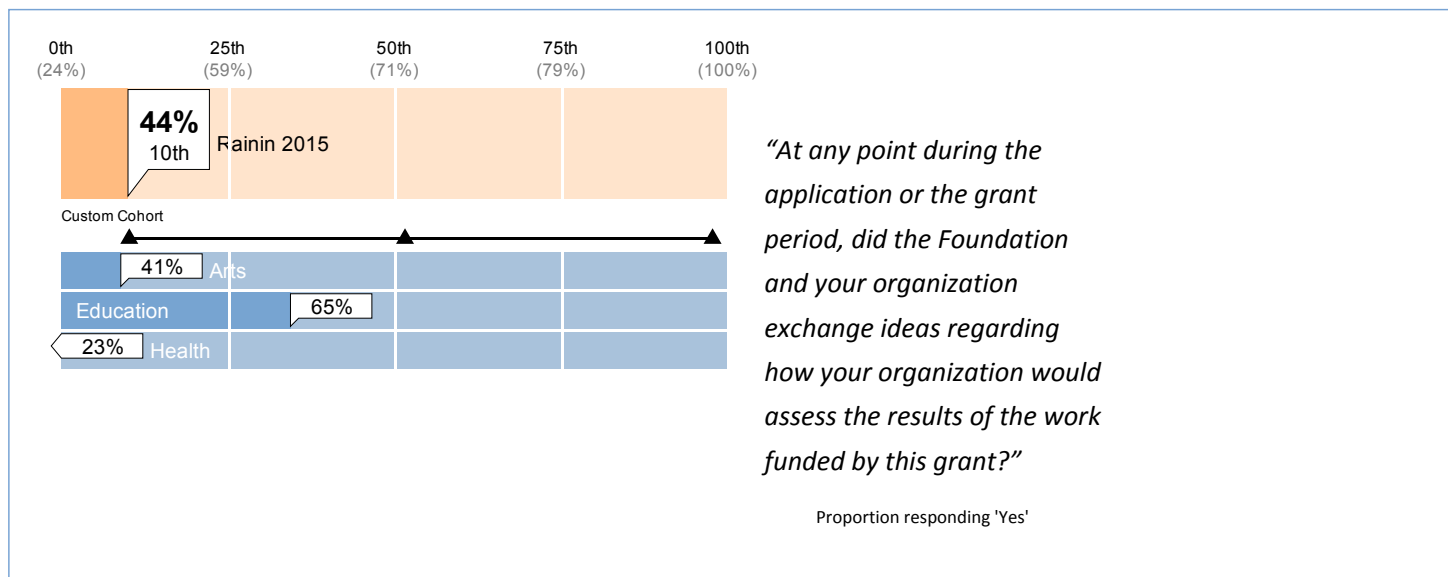 0th 25th 50th 75th 100th
(24%) (59%) (71%) (79%) (100%)
44%
10th
Rainin 2015
Custom Cohort
41% Arts
Education 65%
23% Health
“At any point during the
application or the grant
period, did the Foundation
and your organization
exchange ideas regarding
how your organization would
assess the results of the work
funded by this grant?”
Proportion responding 'Yes'